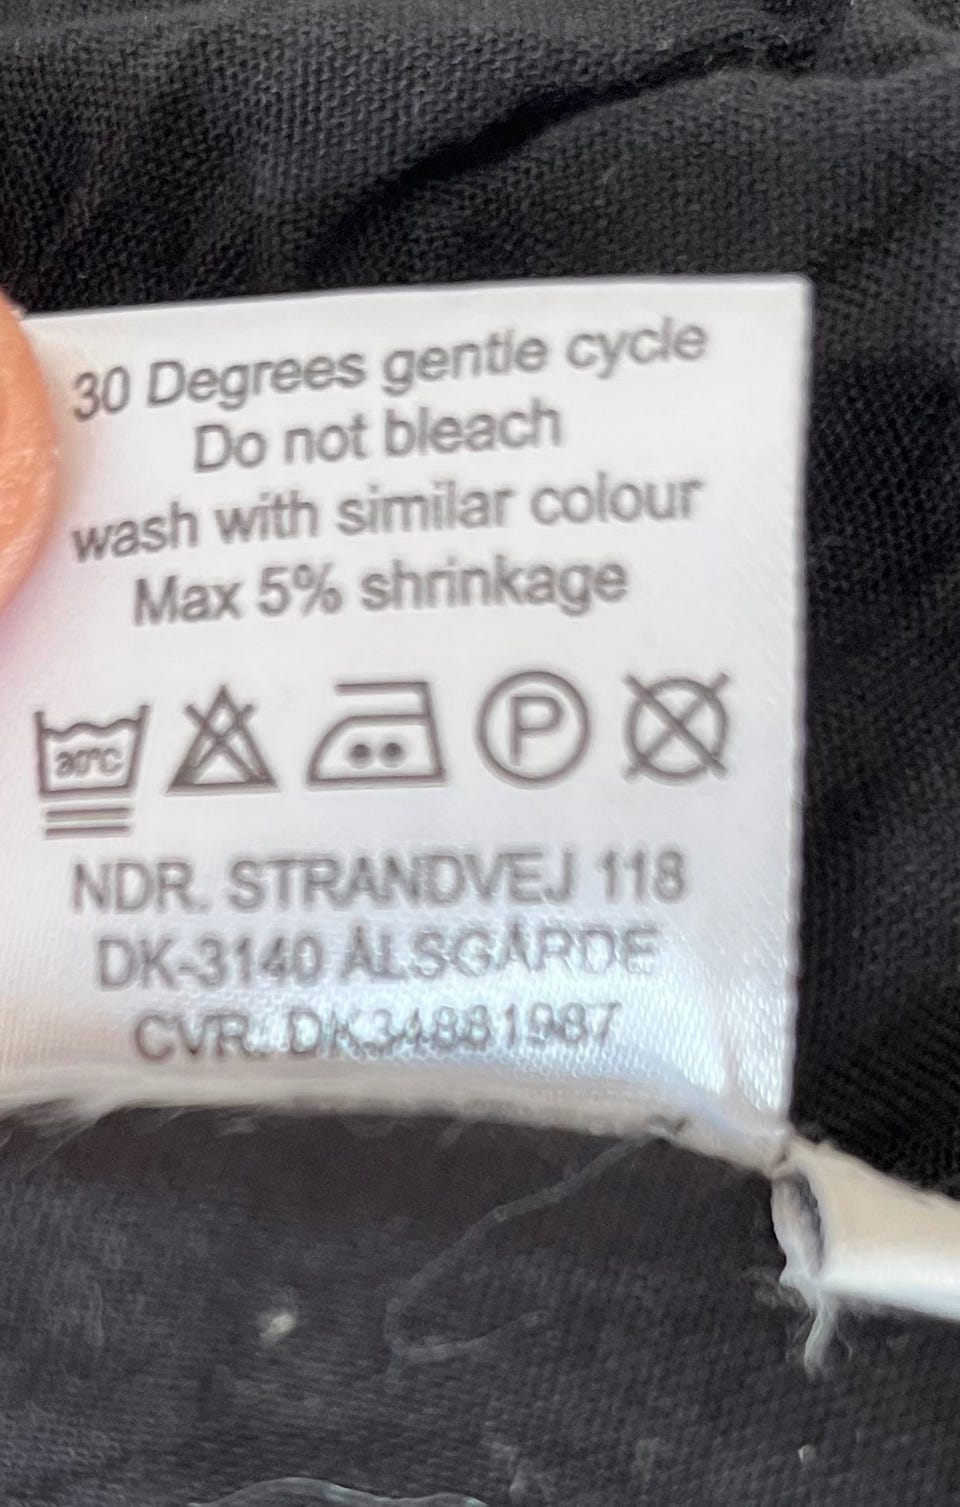 30 Degrees gentle cycle
Do not bleach
wash with similar colour
Max 5% shrinkage
30°C P
NDR. STRANDVEJ 118
DK-3140 ÅLSGÅRDE
CVR. DK34881987